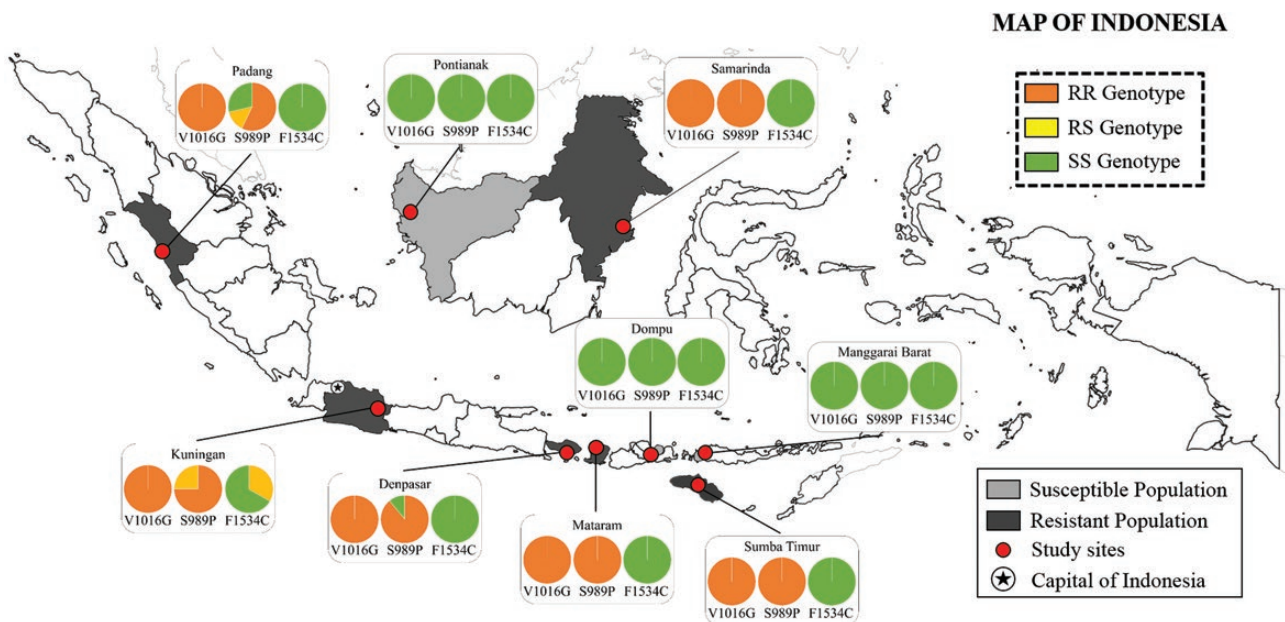 MAP OF INDONESIA
RR Genotype
RS Genotype
SS Genotype
Padang
V1016G S989P F1534C
Pontianak
V1016G S989P F1534C
Samarinda
V1016G S989P F1534C
Dompu
V1016G S989P F1534C
Manggarai Barat
V1016G S989P F1534C
Kuningan
V1016G S989P F1534C
Denpasar
V1016G S989P F1534C
Mataram
V1016G S989P F1534C
Sumba Timur
V1016G S989P F1534C
Susceptible Population
Resistant Population
Study sites
Capital of Indonesia